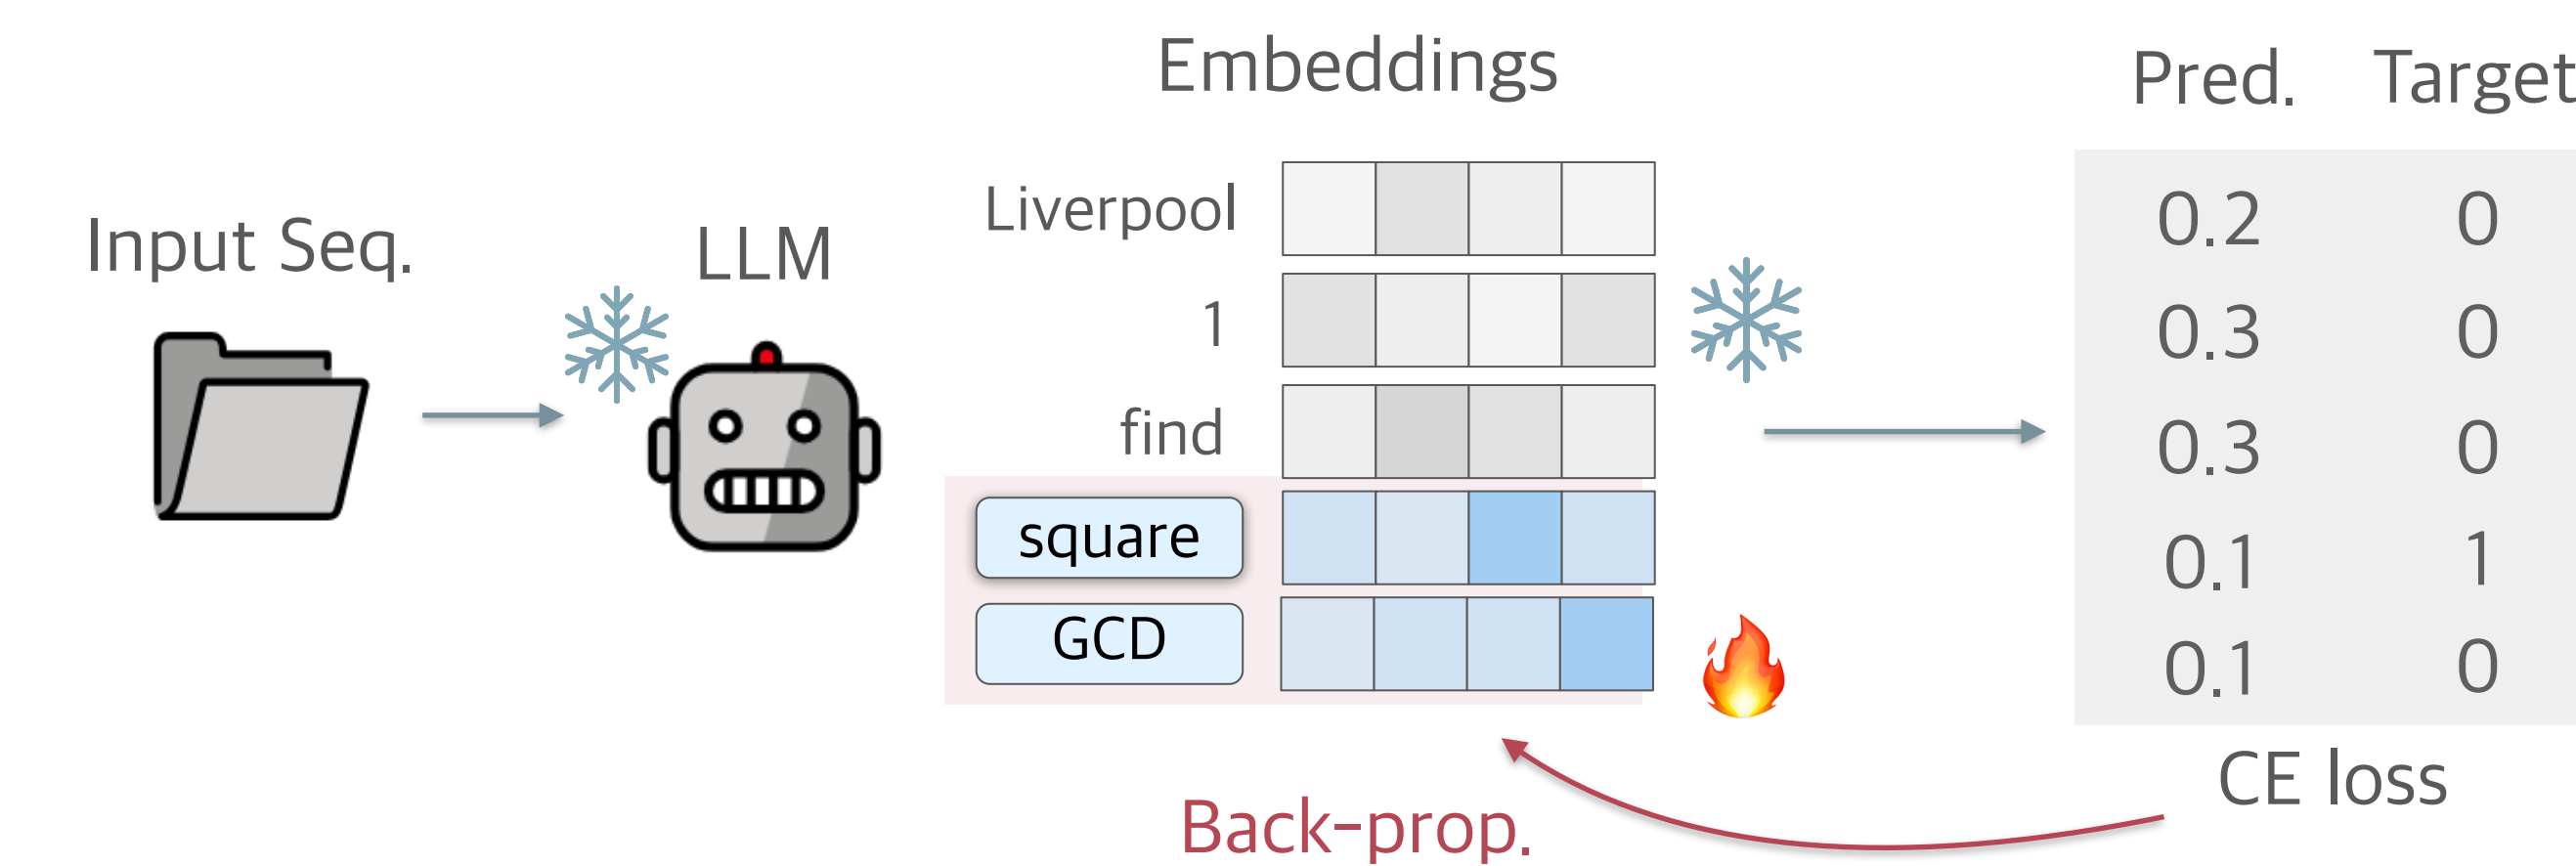 Input Seq.
LLM
Embeddings
Liverpool
1
find
square
GCD
Pred. Target
0.2 0
0.3 0
0.3 0
0.1 1
0.1 0
CE loss
Back-prop.